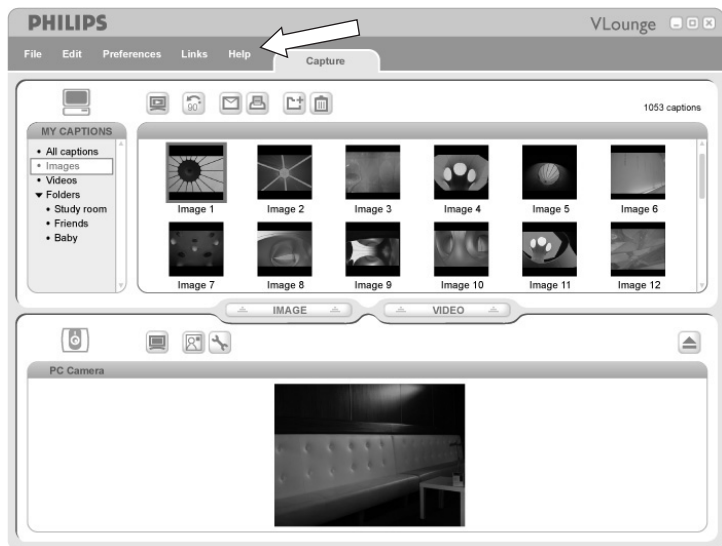 PHILIPS
VLounge
File Edit Preferences Links Help
Capture
90°
1053 captions
MY CAPTIONS
• All captions
• Images
• Videos
▼ Folders
• Study room
• Friends
• Baby
Image 1 Image 2 Image 3 Image 4 Image 5 Image 6
Image 7 Image 8 Image 9 Image 10 Image 11 Image 12
IMAGE VIDEO
PC Camera